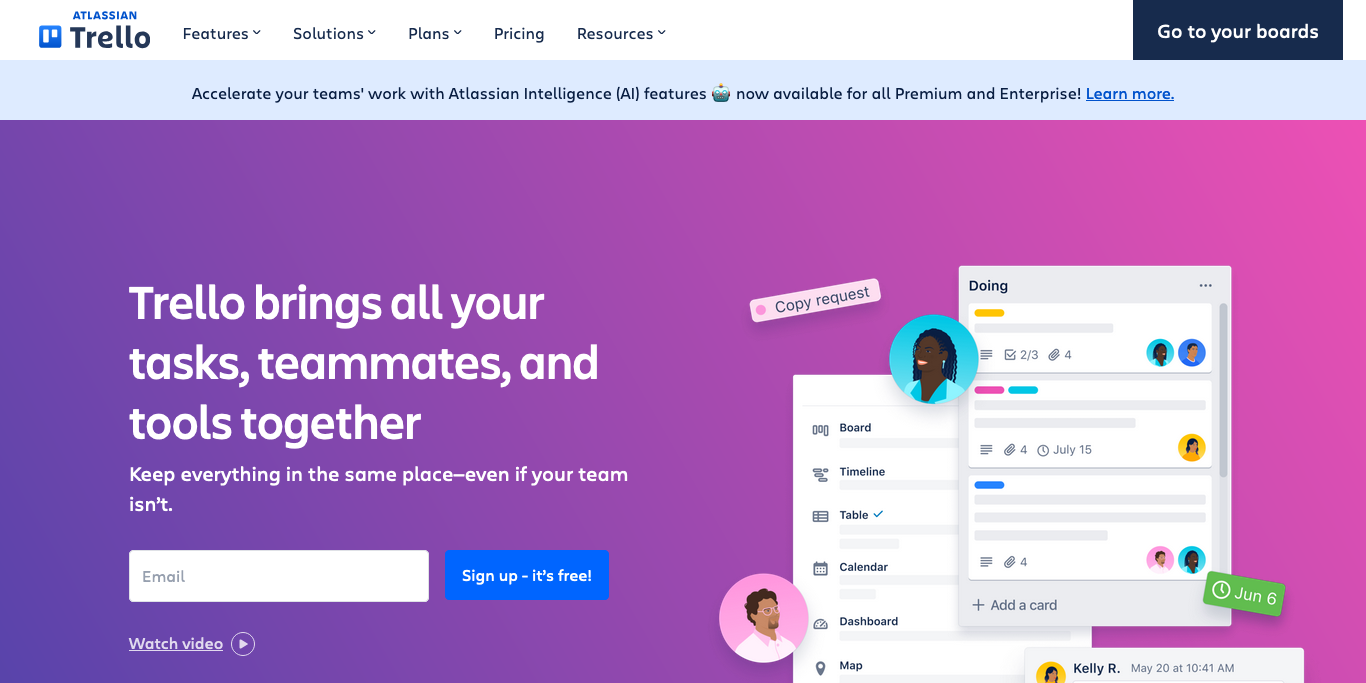 ATLASSIAN
Trello
Features
Solutions
Plans
Pricing
Resources
Go to your boards
Accelerate your teams' work with Atlassian Intelligence (AI) features 🤖 now available for all Premium and Enterprise! Learn more.
Trello brings all your
tasks, teammates, and
tools together
Keep everything in the same place—even if your team
isn’t.
Email
Sign up - it’s free!
Watch video
Copy request
Doing
2/3
4
4
July 15
4
Add a card
Jun 6
Board
Timeline
Table
Calendar
Dashboard
Map
Kelly R. May 20 at 10:41 AM